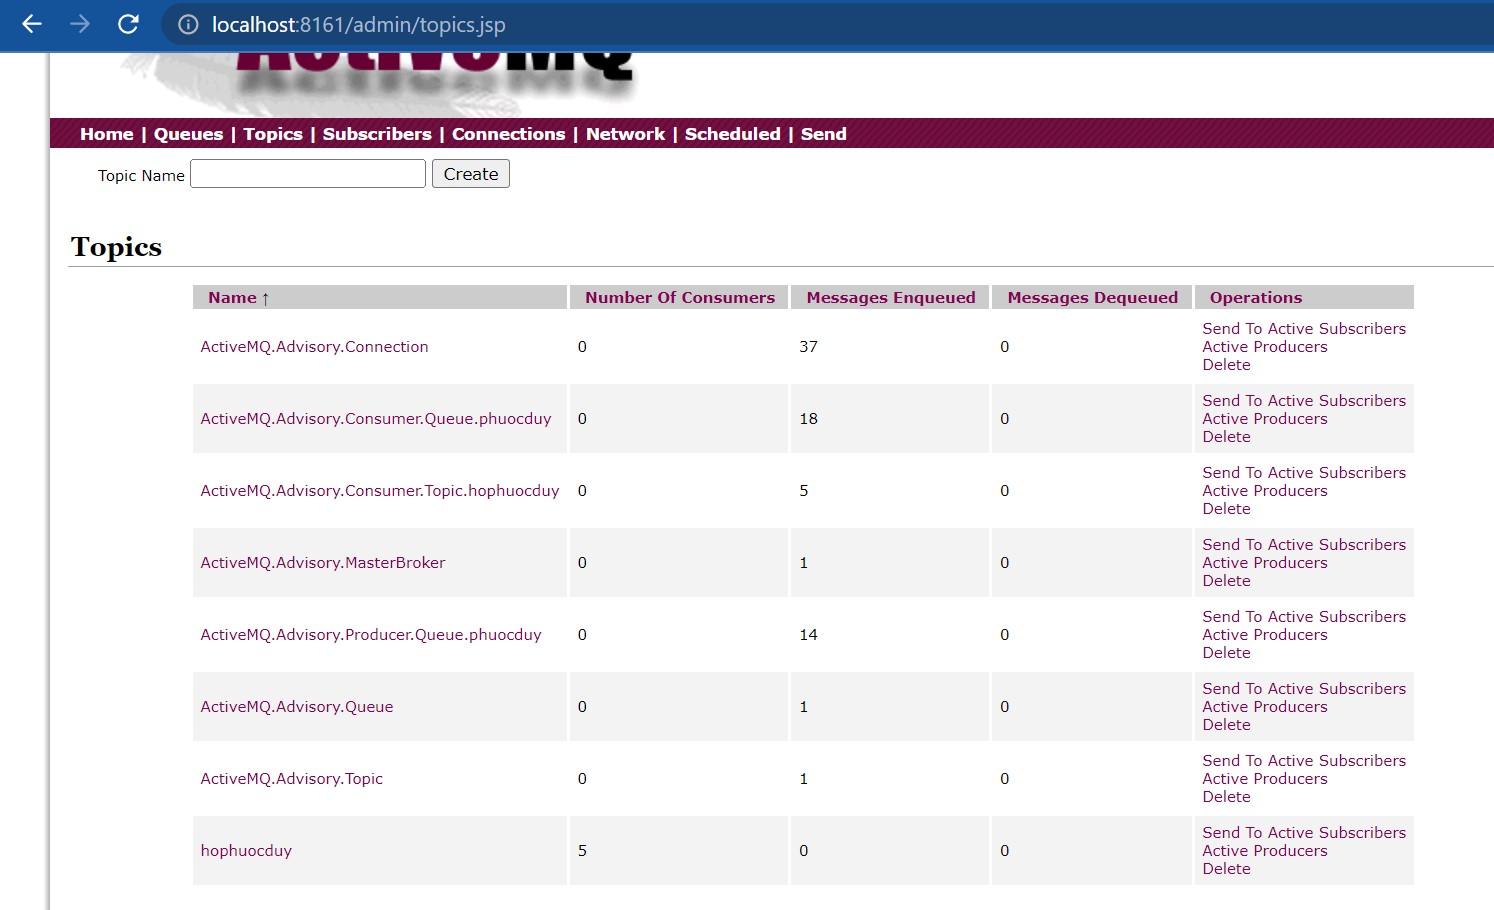 localhost:8161/admin/topics.jsp
ActiveMQ
Home | Queues | Topics | Subscribers | Connections | Network | Scheduled | Send
Topic Name Create
Topics
Name ↑ Number Of Consumers Messages Enqueued Messages Dequeued Operations
ActiveMQ.Advisory.Connection 0 37 0 Send To Active Subscribers
Active Producers
Delete
ActiveMQ.Advisory.Consumer.Queue.phuocduy 0 18 0 Send To Active Subscribers
Active Producers
Delete
ActiveMQ.Advisory.Consumer.Topic.hophuocduy 0 5 0 Send To Active Subscribers
Active Producers
Delete
ActiveMQ.Advisory.MasterBroker 0 1 0 Send To Active Subscribers
Active Producers
Delete
ActiveMQ.Advisory.Producer.Queue.phuocduy 0 14 0 Send To Active Subscribers
Active Producers
Delete
ActiveMQ.Advisory.Queue 0 1 0 Send To Active Subscribers
Active Producers
Delete
ActiveMQ.Advisory.Topic 0 1 0 Send To Active Subscribers
Active Producers
Delete
hophuocduy 5 0 0 Send To Active Subscribers
Active Producers
Delete